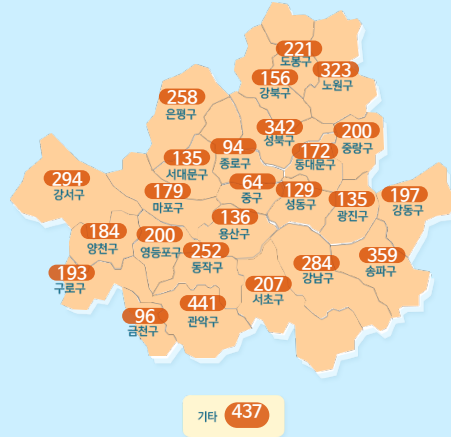 221
도봉구
323
노원구
156
강북구
258
은평구
342
성북구
200
중랑구
94
종로구
172
동대문구
135
서대문구
294
강서구
179
마포구
64
중구
129
성동구
135
광진구
197
강동구
136
용산구
184
양천구
200
영등포구
252
동작구
284
강남구
359
송파구
193
구로구
207
서초구
96
금천구
441
관악구
기타 437